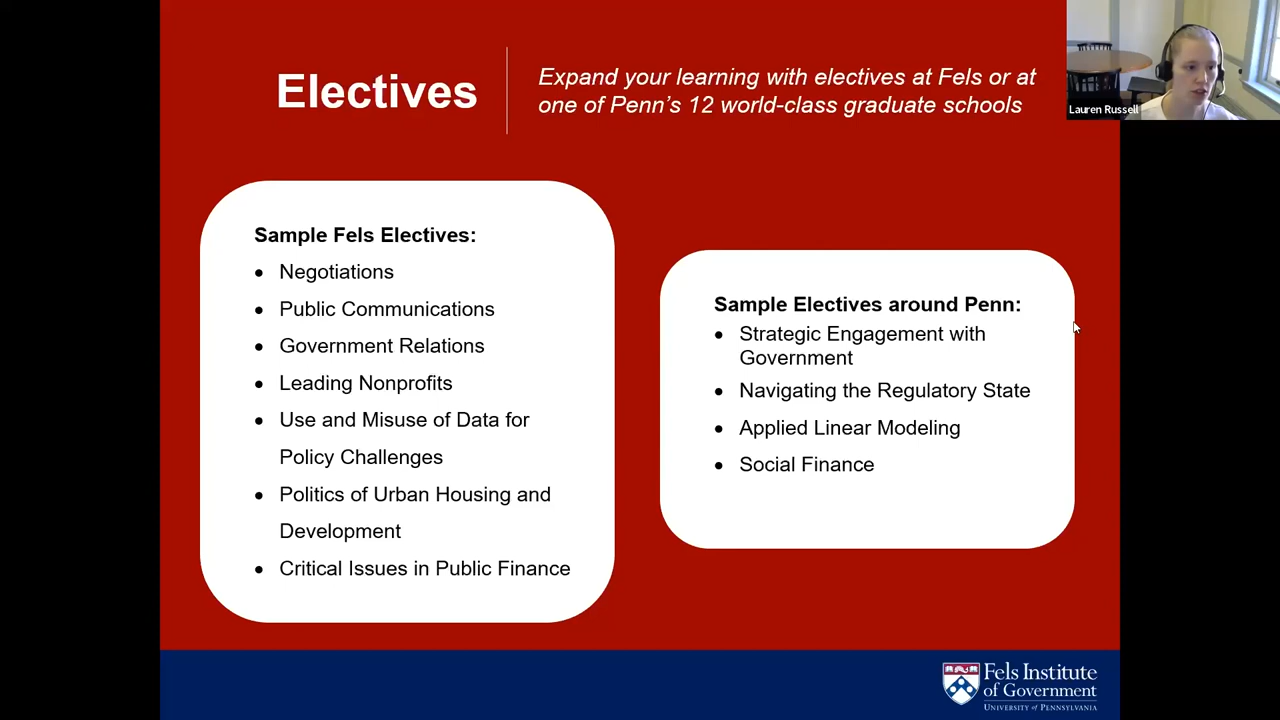 Electives
Expand your learning with electives at Fels or at
one of Penn's 12 world-class graduate schools
Lauren Russell
Sample Fels Electives:
• Negotiations
• Public Communications
• Government Relations
• Leading Nonprofits
• Use and Misuse of Data for
Policy Challenges
• Politics of Urban Housing and
Development
• Critical Issues in Public Finance
Sample Electives around Penn:
• Strategic Engagement with
Government
• Navigating the Regulatory State
• Applied Linear Modeling
• Social Finance
Fels Institute
of Government
UNIVERSITY OF PENNSYLVANIA